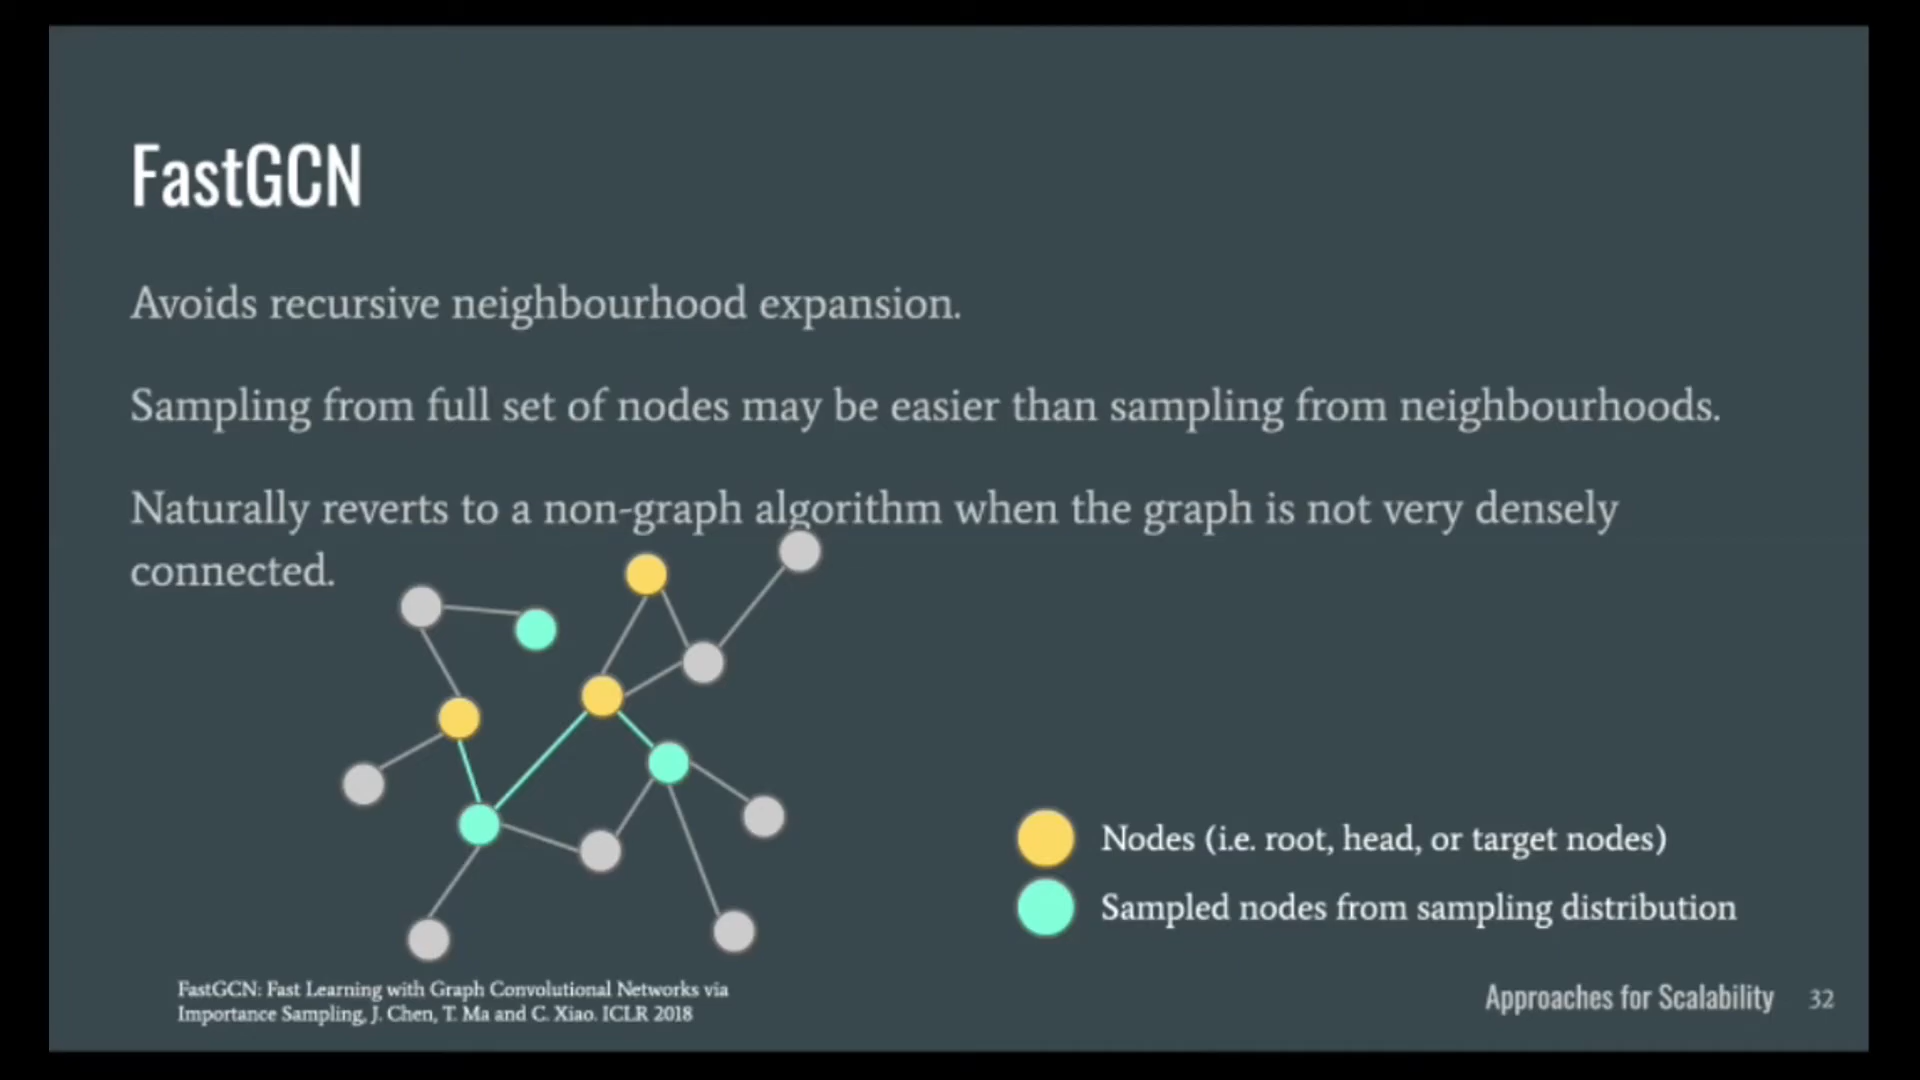 FastGCN
Avoids recursive neighbourhood expansion.
Sampling from full set of nodes may be easier than sampling from neighbourhoods.
Naturally reverts to a non-graph algorithm when the graph is not very densely
connected.
Nodes (i.e. root, head, or target nodes)
Sampled nodes from sampling distribution
FastGCN: Fast Learning with Graph Convolutional Networks via
Importance Sampling, J. Chen, T. Ma and C. Xiao. ICLR 2018
Approaches for Scalability 32